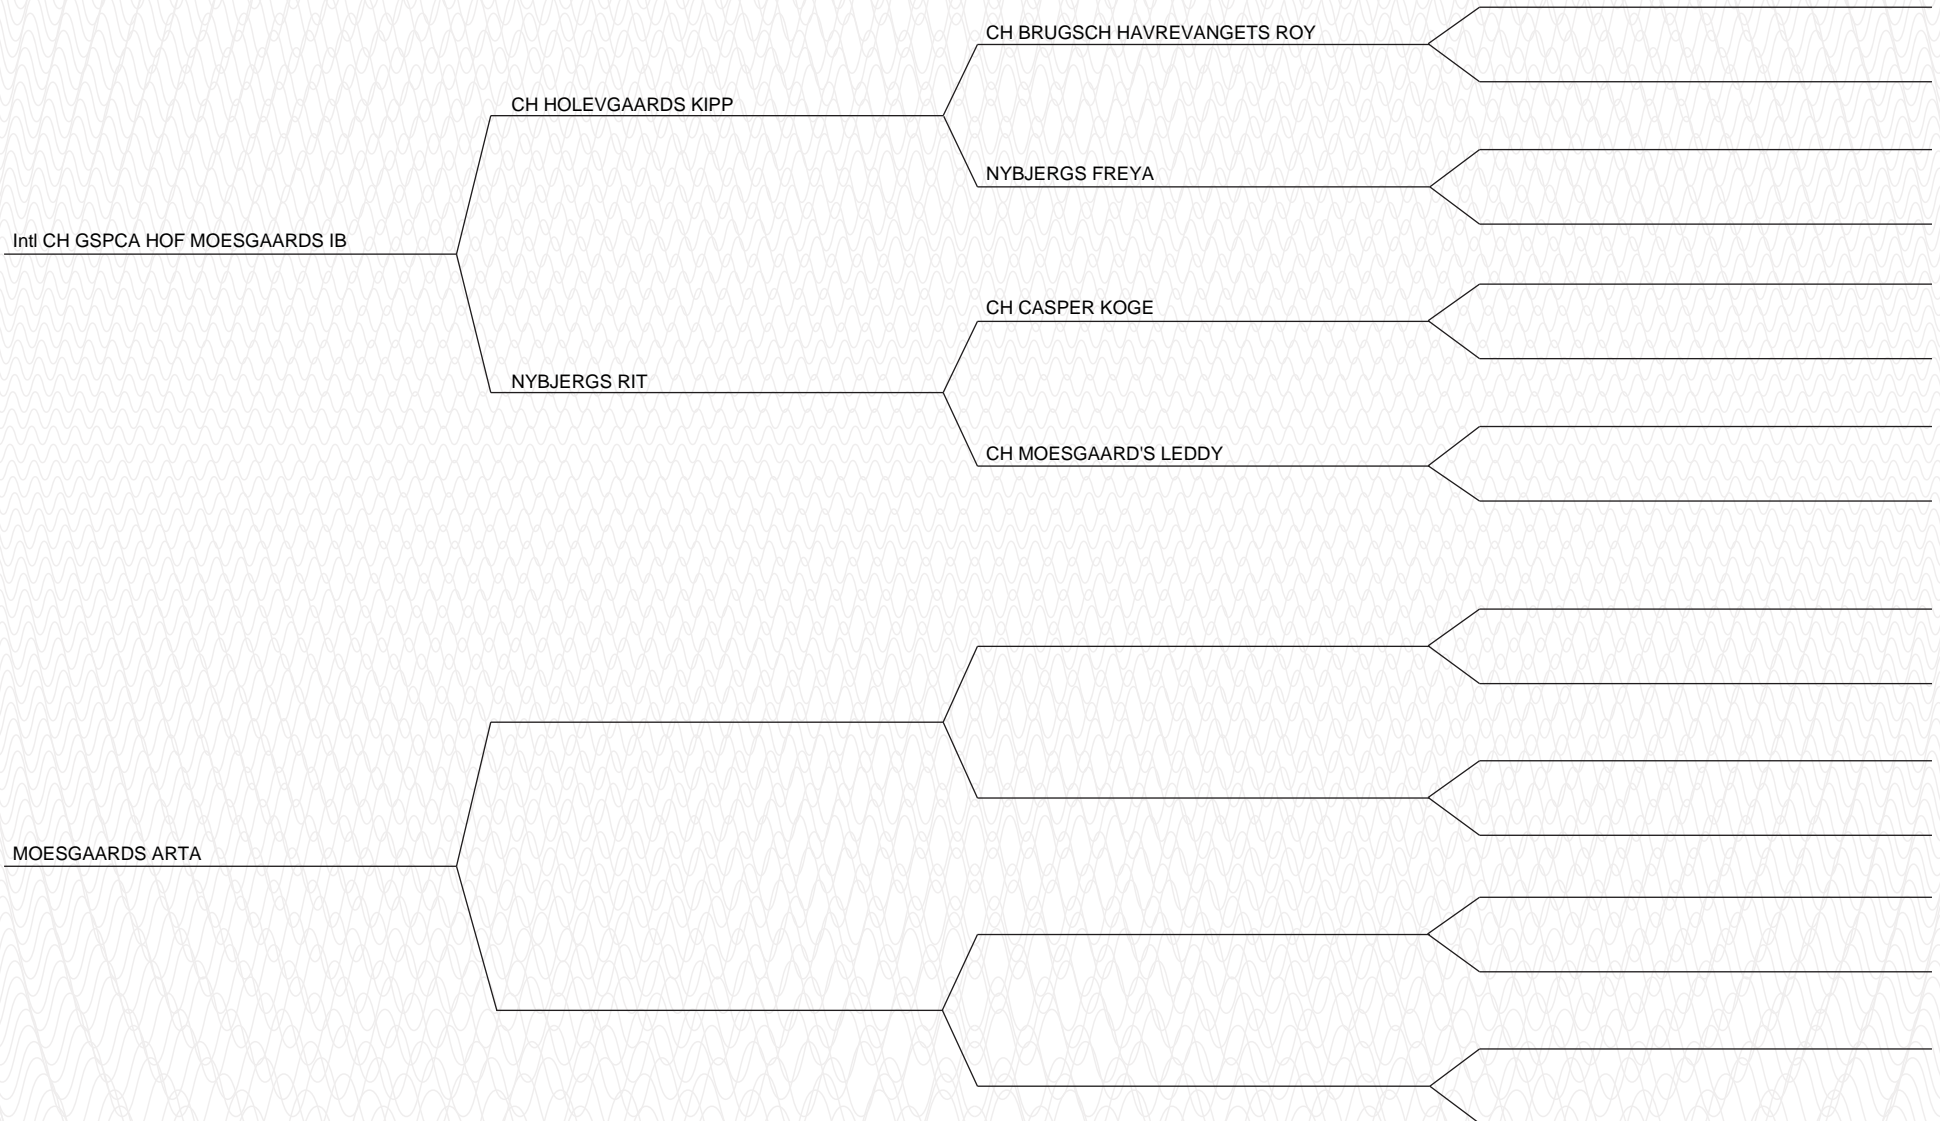 CH BRUGSCH HAVREVANGETS ROY
CH HOLEVGAARDS KIPP
NYBJERGS FREYA
Intl CH GSPCA HOF MOESGAARDS IB
CH CASPER KOGE
NYBJERGS RIT
CH MOESGAARD'S LEDDY
MOESGAARDS ARTA